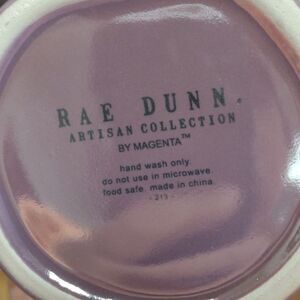 RAE DUNN.
ARTISAN COLLECTION
BY MAGENTA™
hand wash only.
do not use in microwave.
food safe. made in china.